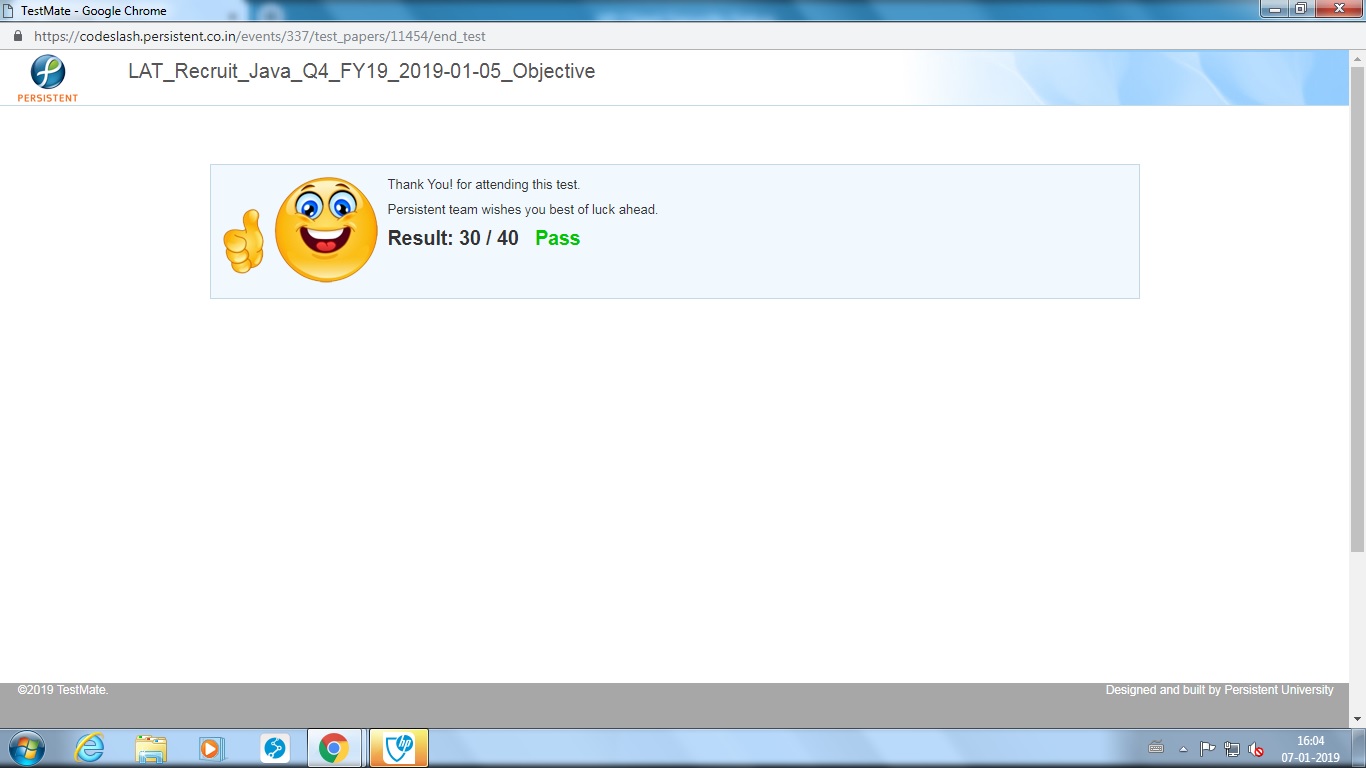 TestMate - Google Chrome
https://codeslash.persistent.co.in/events/337/test_papers/11454/end_test
PERSISTENT
LAT_Recruit_Java_Q4_FY19_2019-01-05_Objective
Thank You! for attending this test.
Persistent team wishes you best of luck ahead.
Result: 30 / 40 Pass
©2019 TestMate.
Designed and built by Persistent University
hp
16:04
07-01-2019